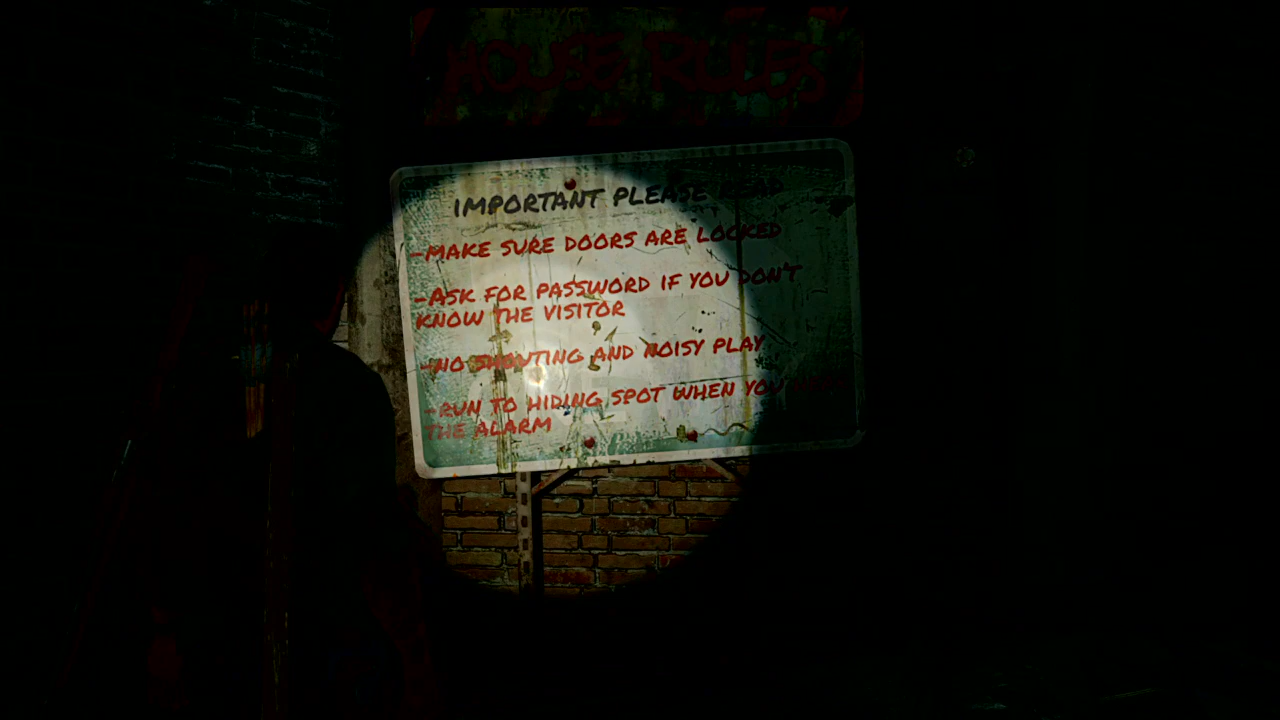 HOUSE RULES
IMPORTANT PLEASE READ
-MAKE SURE DOORS ARE LOCKED
-ASK FOR PASSWORD IF YOU DON'T
KNOW THE VISITOR
-NO SHOUTING AND NOISY PLAY
-RUN TO HIDING SPOT WHEN YOU HEAR
THE ALARM